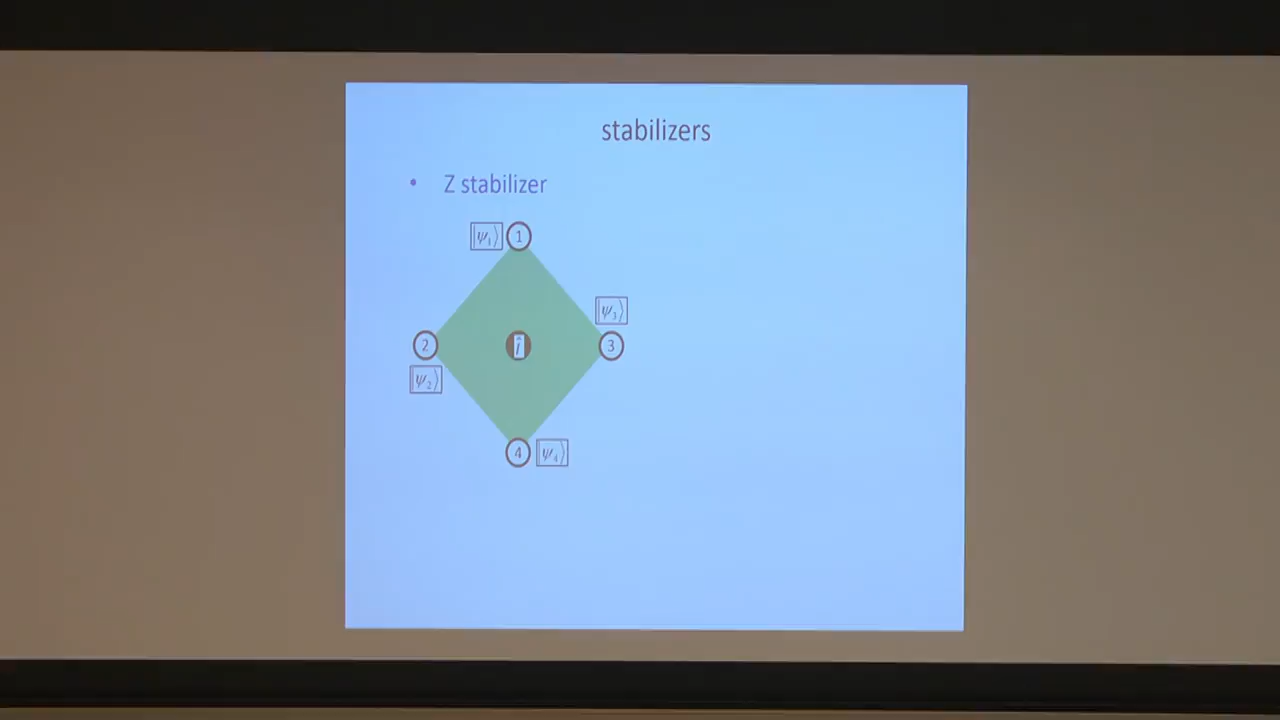 stabilizers
• Z stabilizer
|ψ₁⟩ 1
|ψ₃⟩
2 3
|ψ₂⟩
4 |ψ₄⟩